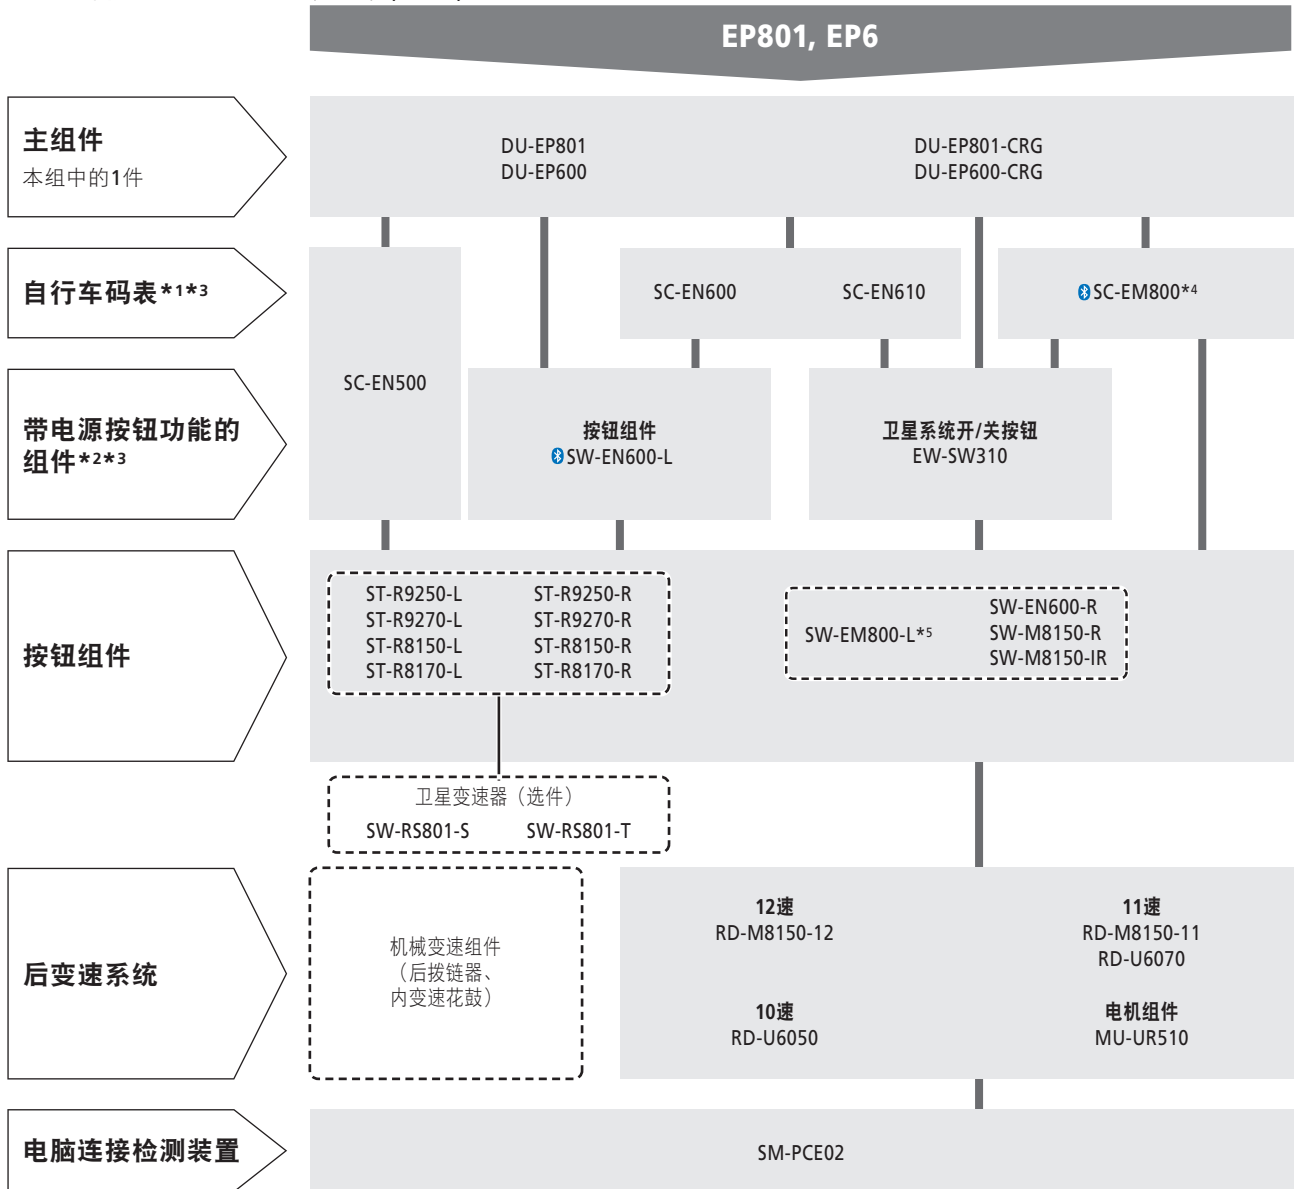 EP801, EP6
主组件
本组中的1件
DU-EP801
DU-EP600
DU-EP801-CRG
DU-EP600-CRG
自行车码表*1*3
SC-EN600
SC-EN610
SC-EM800*4
SC-EN500
带电源按钮功能的
组件*2*3
按钮组件
SW-EN600-L
卫星系统开/关按钮
EW-SW310
按钮组件
ST-R9250-L
ST-R9270-L
ST-R8150-L
ST-R8170-L
ST-R9250-R
ST-R9270-R
ST-R8150-R
ST-R8170-R
SW-EM800-L*5
SW-EN600-R
SW-M8150-R
SW-M8150-IR
卫星变速器（选件）
SW-RS801-S
SW-RS801-T
后变速系统
机械变速组件
（后拨链器、
内变速花鼓）
12速
RD-M8150-12
11速
RD-M8150-11
RD-U6070
10速
RD-U6050
电机组件
MU-UR510
电脑连接检测装置
SM-PCE02